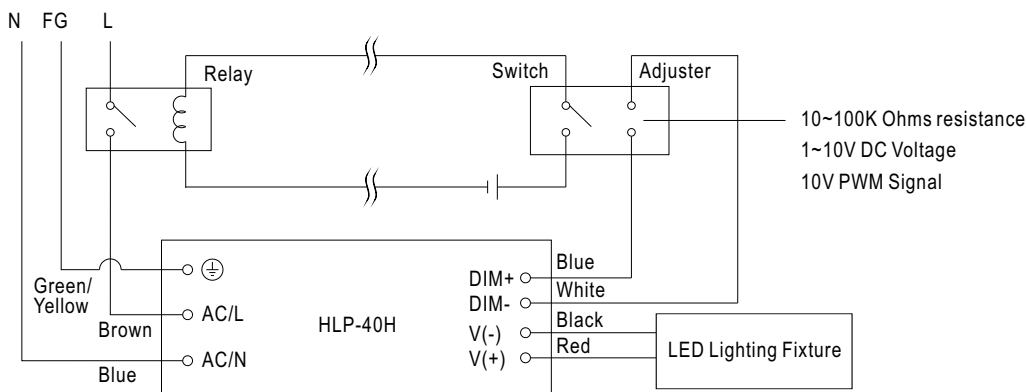 N FG L
Relay
Switch
Adjuster
10~100K Ohms resistance
1~10V DC Voltage
10V PWM Signal
Green/
Yellow
Brown
Blue
AC/L
AC/N
HLP-40H
DIM+
DIM-
V(-)
V(+)
Blue
White
Black
Red
LED Lighting Fixture